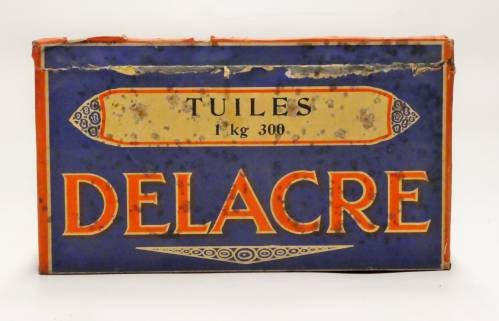 TUILES
1 kg 300
DELACRE